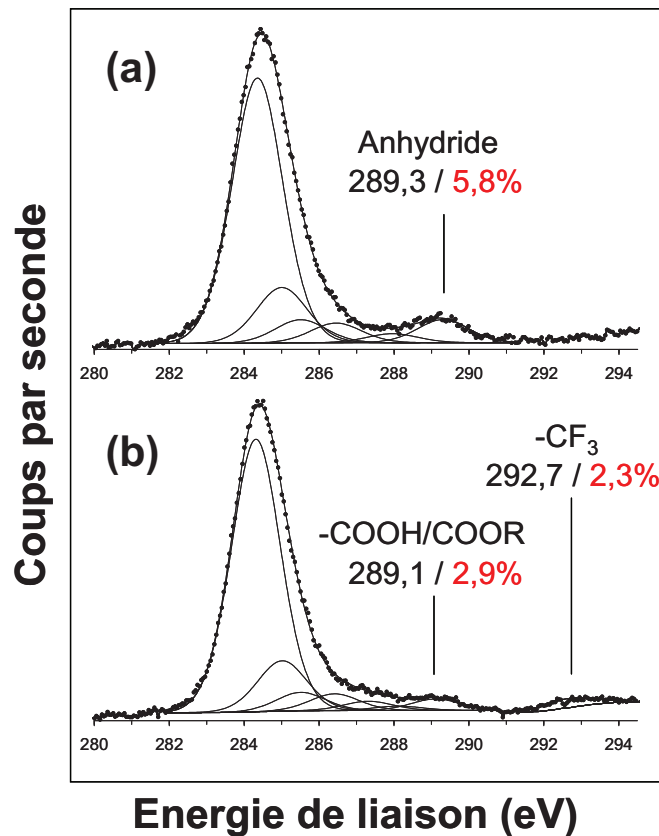 (a)
Anhydride
289,3 / 5,8%
280 282 284 286 288 290 292 294
(b)
-CF₃
292,7 / 2,3%
-COOH/COOR
289,1 / 2,9%
280 282 284 286 288 290 292 294
Coups par seconde
Energie de liaison (eV)